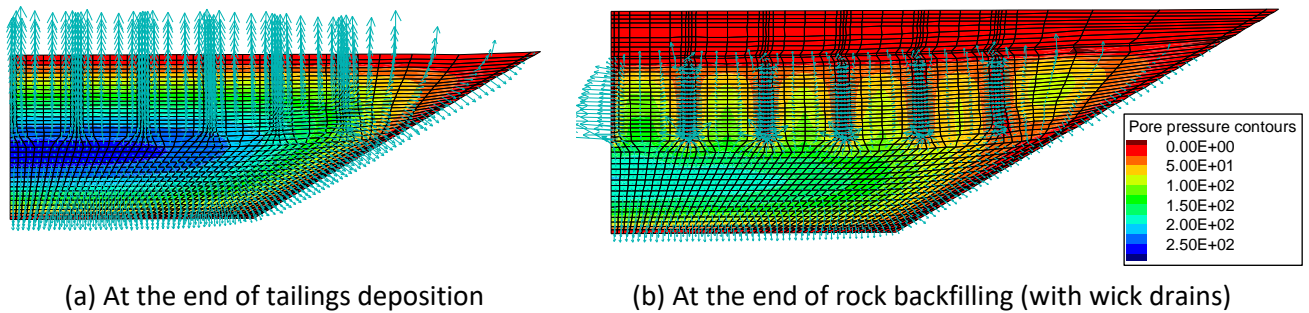 Pore pressure contours
0.00E+00
5.00E+01
1.00E+02
1.50E+02
2.00E+02
2.50E+02
(a) At the end of tailings deposition
(b) At the end of rock backfilling (with wick drains)